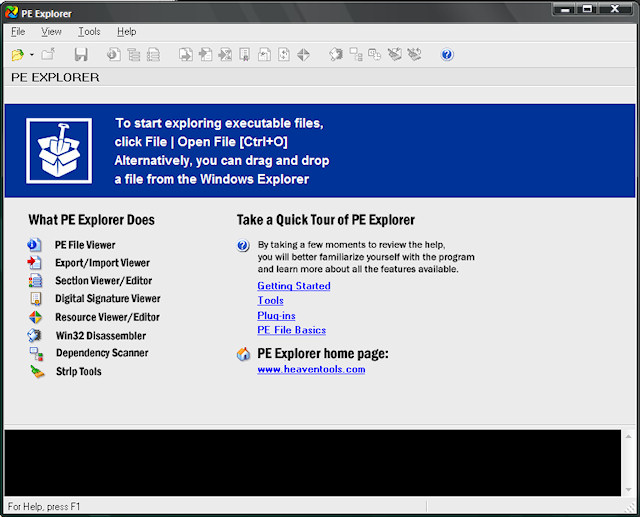 PE Explorer
File View Tools Help
PE EXPLORER
To start exploring executable files,
click File | Open File [Ctrl+O]
Alternatively, you can drag and drop
a file from the Windows Explorer
What PE Explorer Does
PE File Viewer
Export/Import Viewer
Section Viewer/Editor
Digital Signature Viewer
Resource Viewer/Editor
Win32 Disassembler
Dependency Scanner
Strip Tools
Take a Quick Tour of PE Explorer
By taking a few moments to review the help,
you will better familiarize yourself with the program
and learn more about all the features available.
Getting Started
Tools
Plug-ins
PE File Basics
PE Explorer home page:
www.heaventools.com
For Help, press F1